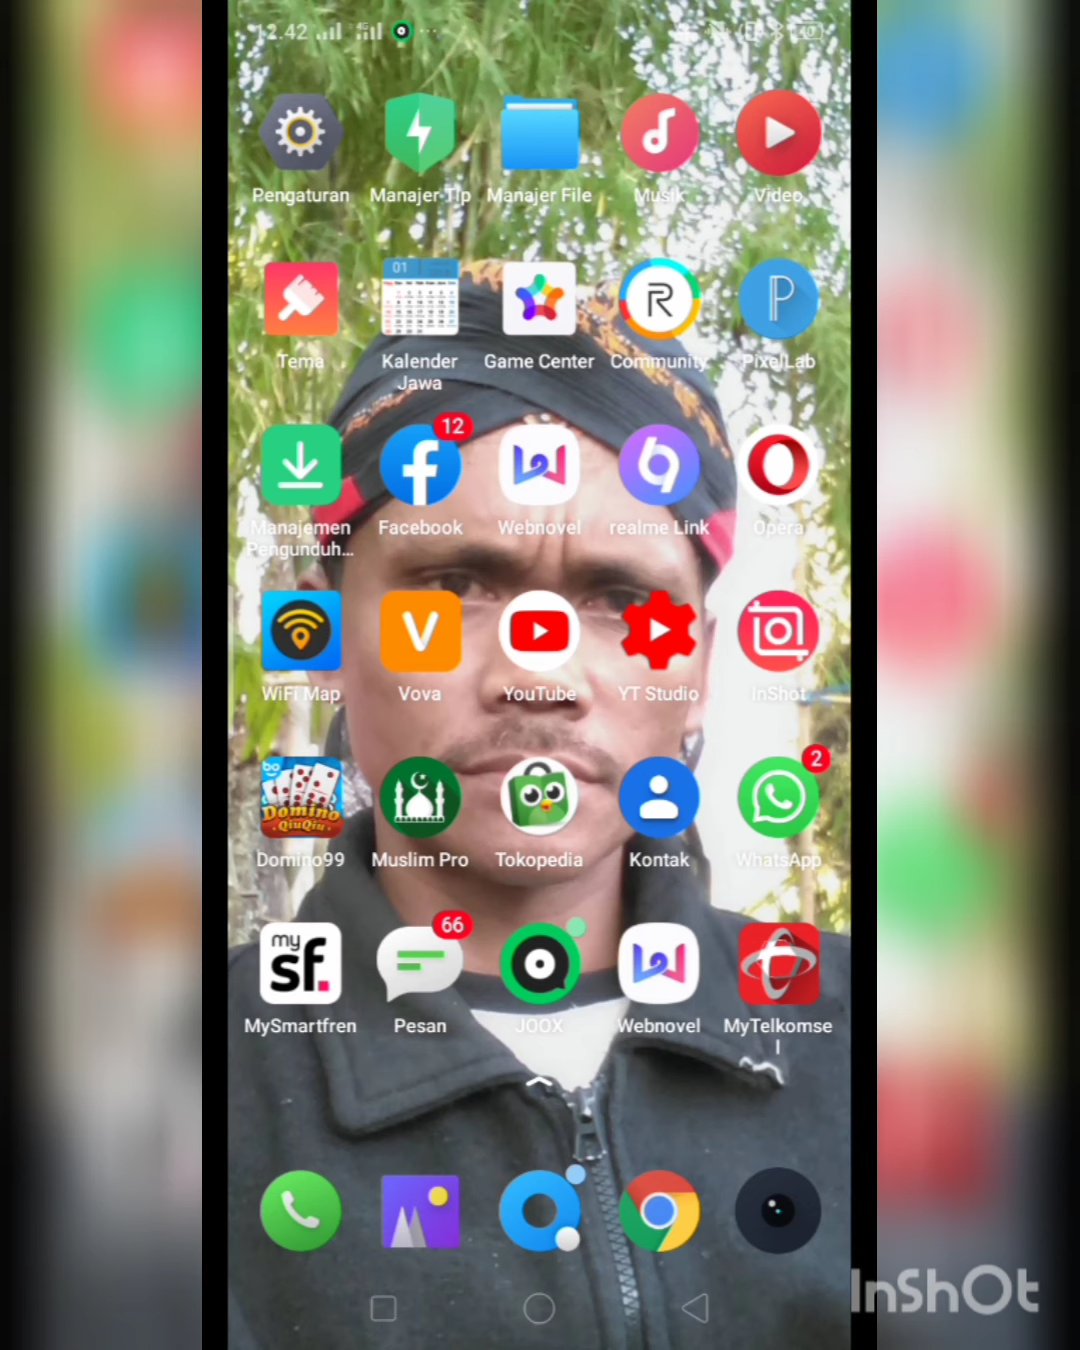 12.42
Pengaturan
Manajer Tlp
Manajer File
Musik
Video
01
Tema
Kalender
Jawa
Game Center
Community
PixelLab
12
Manajemen
Pengunduh...
Facebook
Webnovel
realme Link
Opera
WiFi Map
Vova
YouTube
YT Studio
InShot
Domino
QiuQiu
2
Domino99
Muslim Pro
Tokopedia
Kontak
WhatsApp
my
sf.
66
MySmartfren
Pesan
JOOX
Webnovel
MyTelkomse
l
InShOt